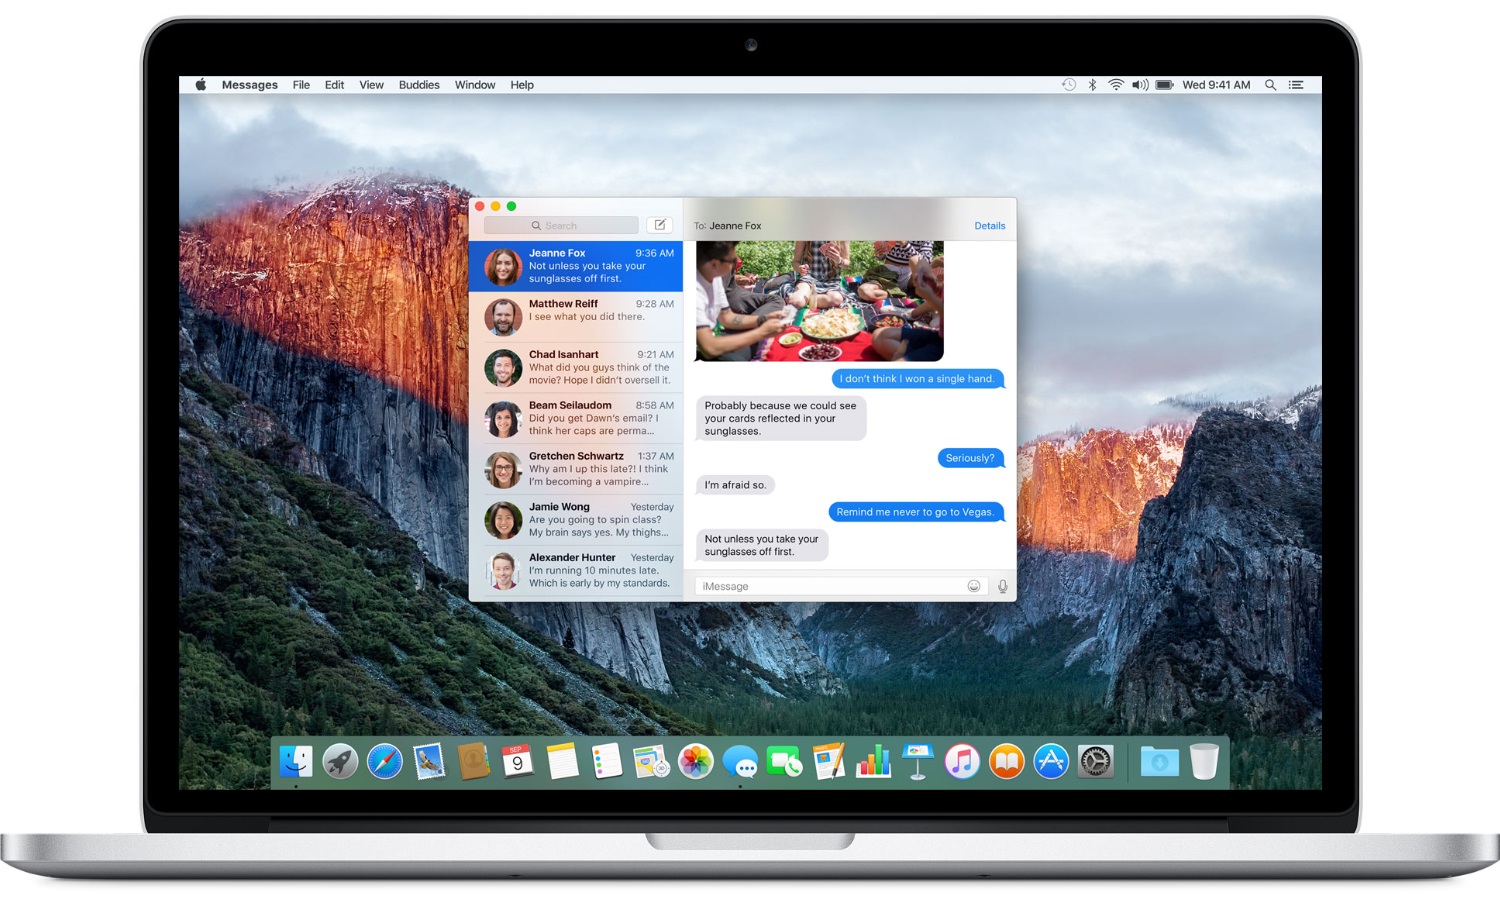 Messages File Edit View Buddies Window Help
Wed 9:41 AM
Search
To: Jeanne Fox
Details
Jeanne Fox 9:36 AM
Not unless you take your
sunglasses off first.
Matthew Reiff 9:28 AM
I see what you did there.
Chad Isanhart 9:21 AM
What did you guys think of the
movie? Hope I didn't oversell it.
Beam Seilaudom 8:58 AM
Did you get Dawn's email? I
think her caps are perma...
Gretchen Schwartz 1:37 AM
Why am I up this late?! I think
I'm becoming a vampire...
Jamie Wong Yesterday
Are you going to spin class?
My brain says yes. My thighs...
Alexander Hunter Yesterday
I'm running 10 minutes late.
Which is early by my standards.
I don't think I won a single hand.
Probably because we could see
your cards reflected in your
sunglasses.
Seriously?
I'm afraid so.
Remind me never to go to Vegas.
Not unless you take your
sunglasses off first.
iMessage
SEP
9